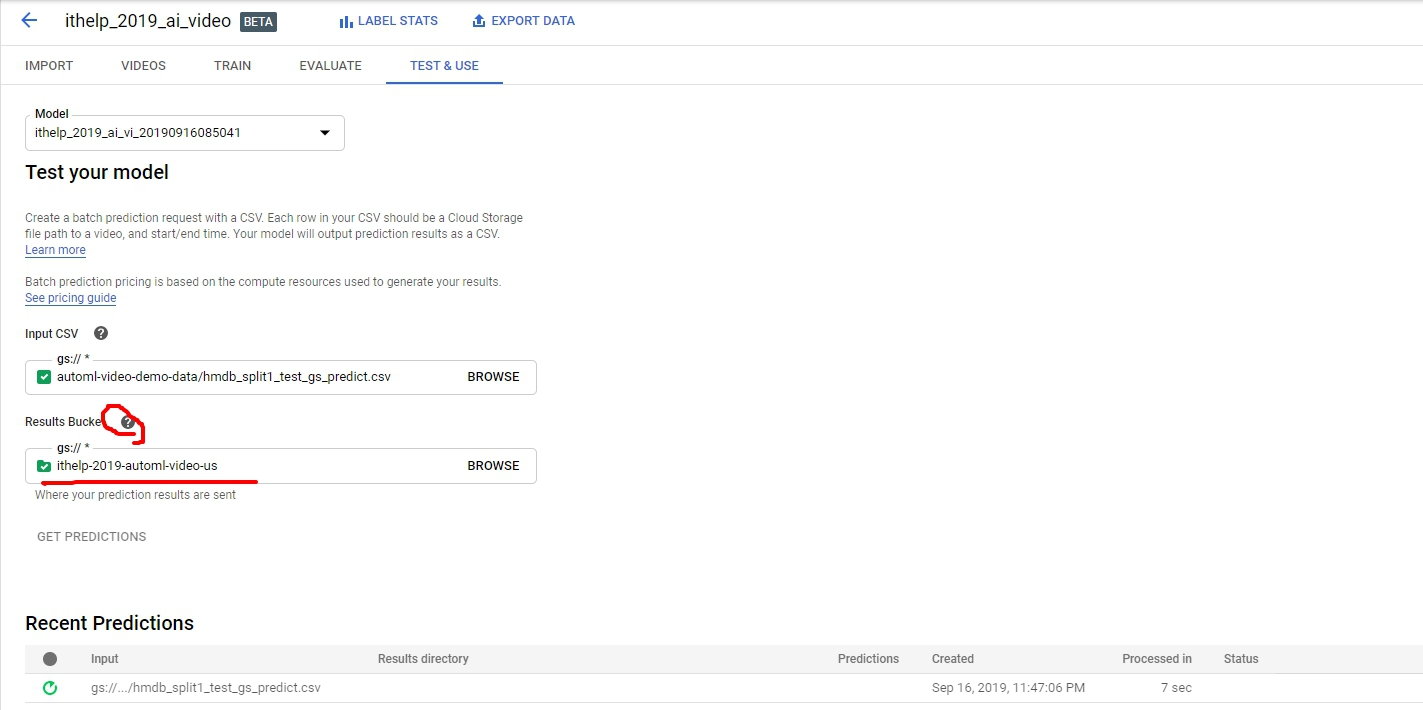 ithelp_2019_ai_video BETA LABEL STATS EXPORT DATA
IMPORT VIDEOS TRAIN EVALUATE TEST & USE
Model
ithelp_2019_ai_vi_20190916085041
Test your model
Create a batch prediction request with a CSV. Each row in your CSV should be a Cloud Storage
file path to a video, and start/end time. Your model will output prediction results as a CSV.
Learn more
Batch prediction pricing is based on the compute resources used to generate your results.
See pricing guide
Input CSV ?
gs:// *
automl-video-demo-data/hmdb_split1_test_gs_predict.csv BROWSE
Results Bucke ?
gs:// *
ithelp-2019-automl-video-us BROWSE
Where your prediction results are sent
GET PREDICTIONS
Recent Predictions
Input Results directory Predictions Created Processed in Status
gs://.../hmdb_split1_test_gs_predict.csv Sep 16, 2019, 11:47:06 PM 7 sec